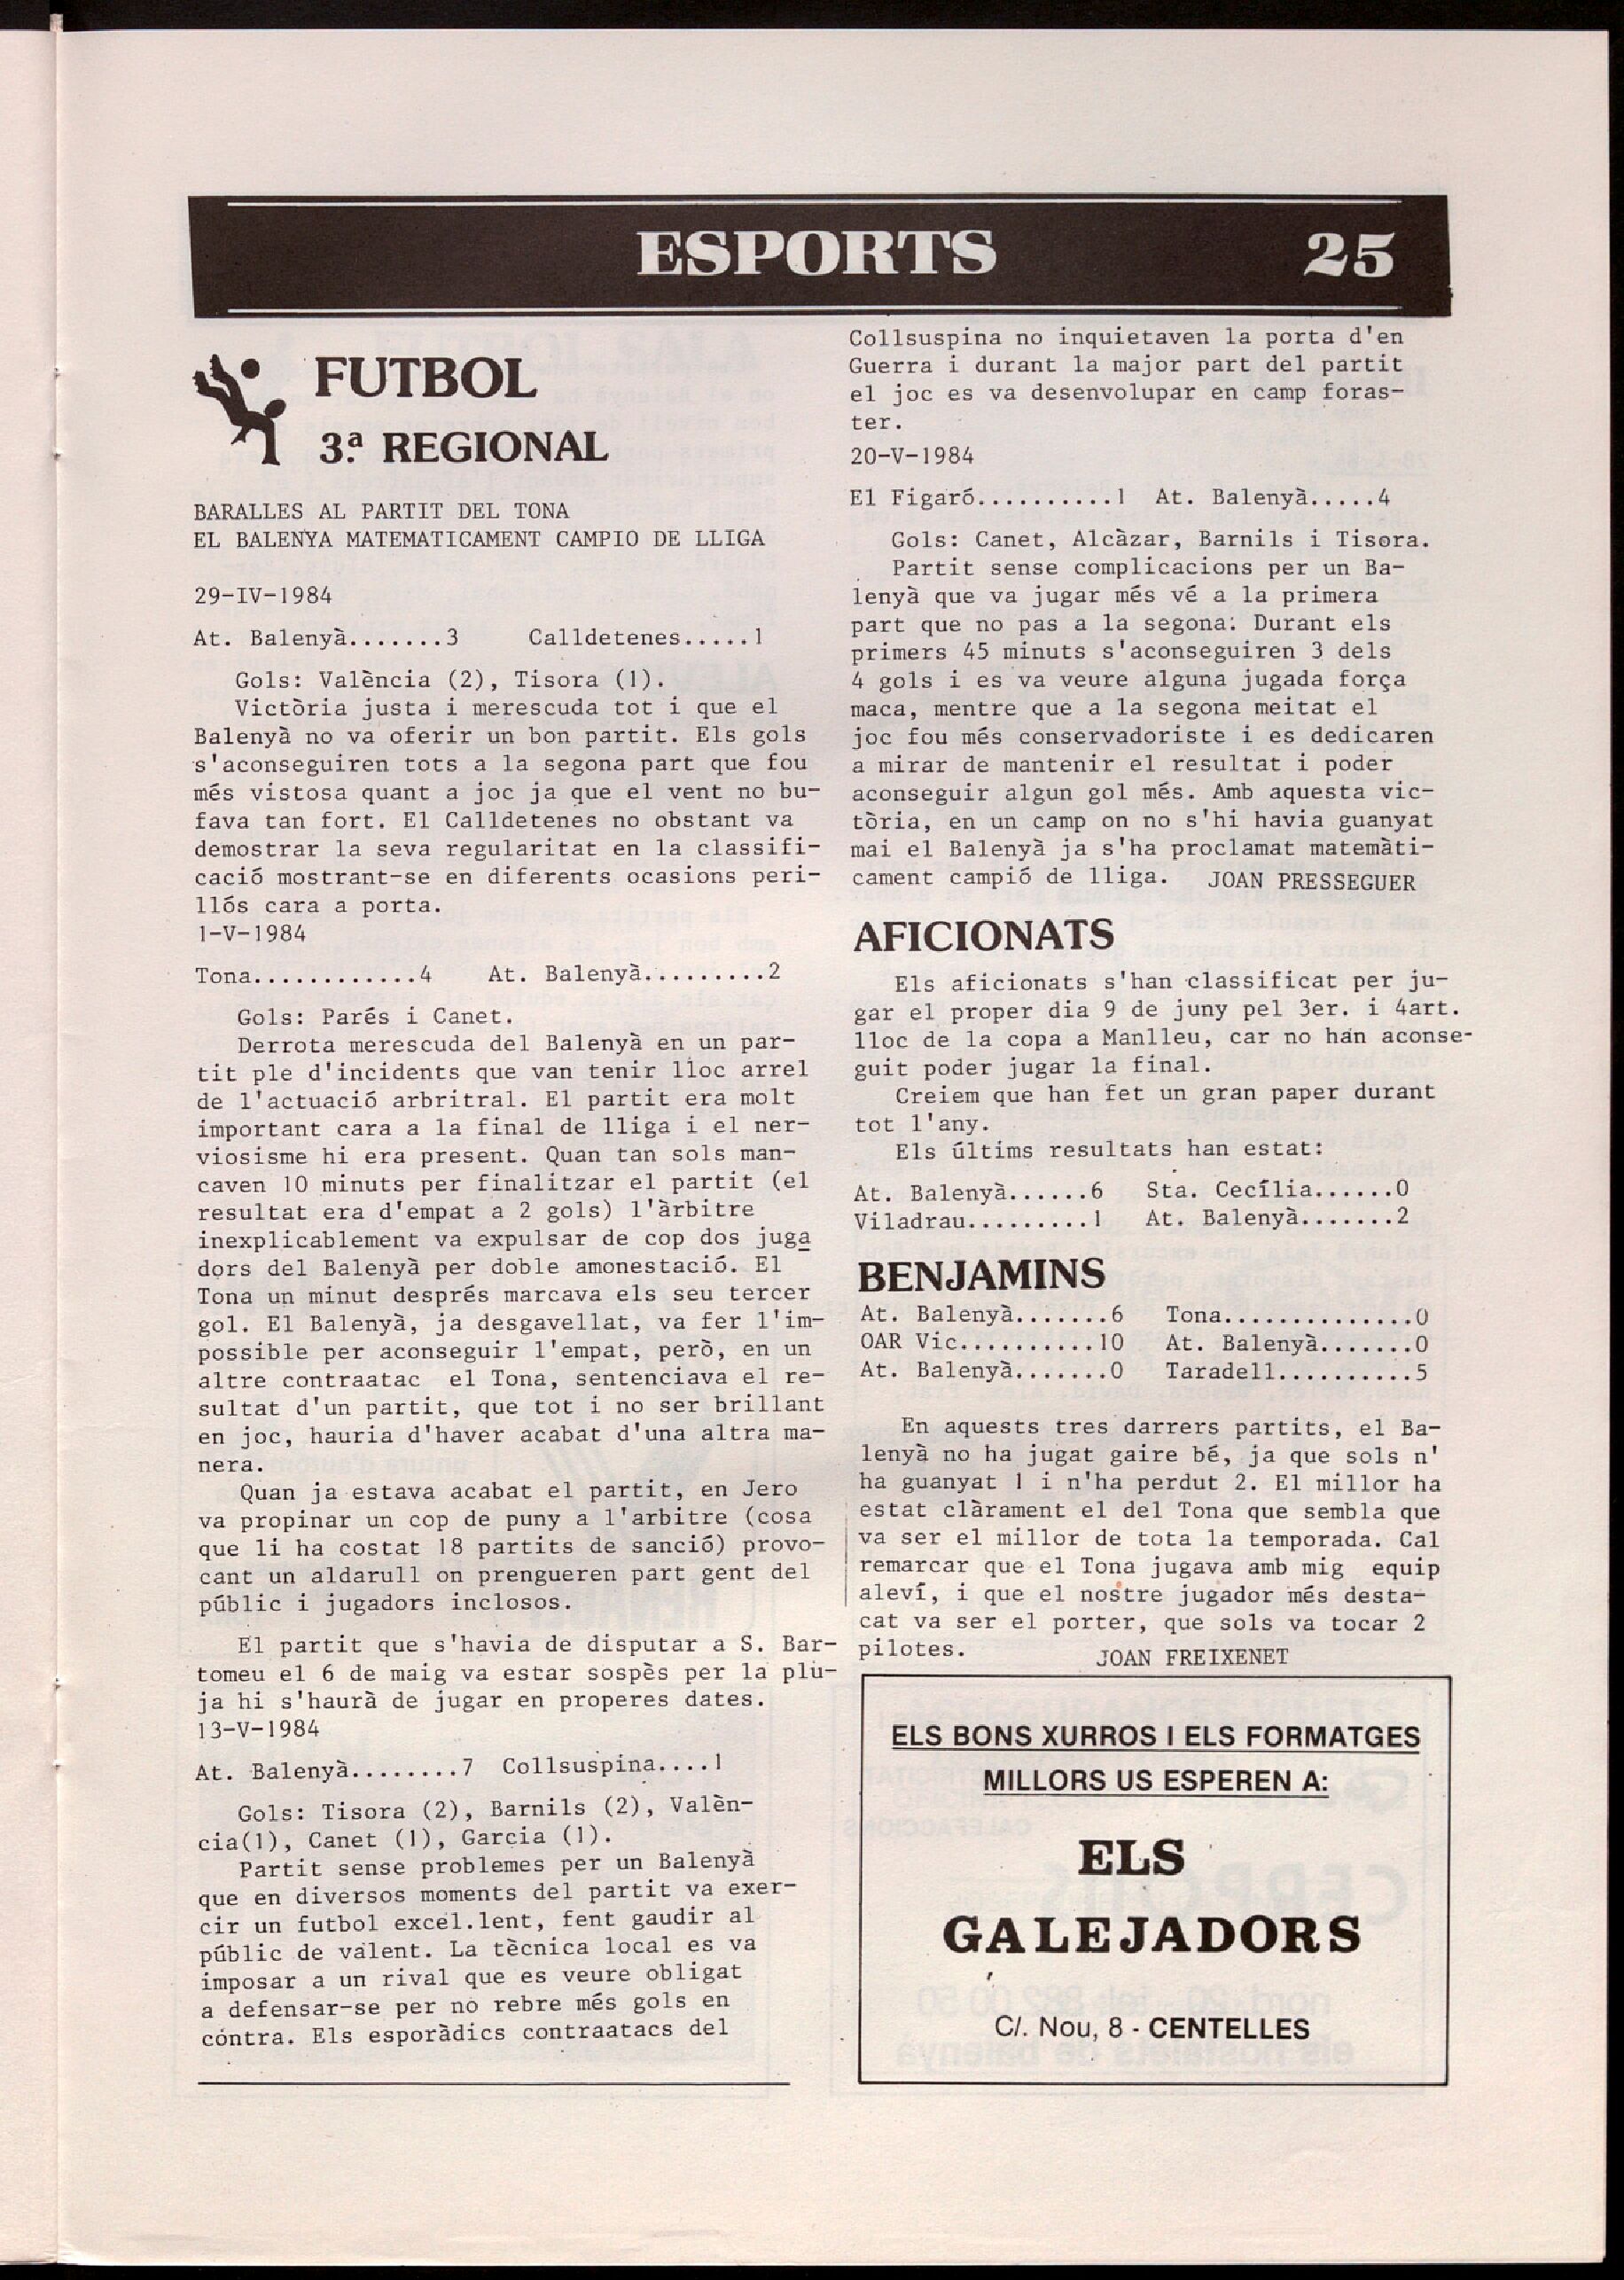 ESPORTS 25
FUTBOL
3.ª REGIONAL
BARALLES AL PARTIT DEL TONA
EL BALENYA MATEMATICAMENT CAMPIO DE LLIGA
29-IV-1984
At. Balenyà.......3 Calldetenes.....1
Gols: València (2), Tisora (1).
Victòria justa i merescuda tot i que el
Balenyà no va oferir un bon partit. Els gols
s'aconseguiren tots a la segona part que fou
més vistosa quant a joc ja que el vent no bu-
fava tan fort. El Calldetenes no obstant va
demostrar la seva regularitat en la classifi-
cació mostrant-se en diferents ocasions peri-
llós cara a porta.
1-V-1984
Tona............4 At. Balenyà.........2
Gols: Parés i Canet.
Derrota merescuda del Balenyà en un par-
tit ple d'incidents que van tenir lloc arrel
de l'actuació arbritral. El partit era molt
important cara a la final de lliga i el ner-
viosisme hi era present. Quan tan sols man-
caven 10 minuts per finalitzar el partit (el
resultat era d'empat a 2 gols) l'àrbitre
inexplicablement va expulsar de cop dos juga
dors del Balenyà per doble amonestació. El
Tona un minut després marcava els seu tercer
gol. El Balenyà, ja desgavellat, va fer l'im-
possible per aconseguir l'empat, però, en un
altre contraatac el Tona, sentenciava el re-
sultat d'un partit, que tot i no ser brillant
en joc, hauria d'haver acabat d'una altra ma-
nera.
Quan ja estava acabat el partit, en Jero
va propinar un cop de puny a l'arbitre (cosa
que li ha costat 18 partits de sanció) provo-
cant un aldarull on prengueren part gent del
públic i jugadors inclosos.
El partit que s'havia de disputar a S. Bar-
tomeu el 6 de maig va estar sospès per la plu-
ja hi s'haurà de jugar en properes dates.
13-V-1984
At. Balenyà........7 Collsuspina....1
Gols: Tisora (2), Barnils (2), Valèn-
cia(1), Canet (1), Garcia (1).
Partit sense problemes per un Balenyà
que en diversos moments del partit va exer-
cir un futbol excel.lent, fent gaudir al
públic de valent. La tècnica local es va
imposar a un rival que es veure obligat
a defensar-se per no rebre més gols en
contra. Els esporàdics contraatacs del
Collsuspina no inquietaven la porta d'en
Guerra i durant la major part del partit
el joc es va desenvolupar en camp foras-
ter.
20-V-1984
El Figaró..........1 At. Balenyà.....4
Gols: Canet, Alcàzar, Barnils i Tisora.
Partit sense complicacions per un Ba-
lenyà que va jugar més vé a la primera
part que no pas a la segona: Durant els
primers 45 minuts s'aconseguiren 3 dels
4 gols i es va veure alguna jugada força
maca, mentre que a la segona meitat el
joc fou més conservadoriste i es dedicaren
a mirar de mantenir el resultat i poder
aconseguir algun gol més. Amb aquesta vic-
tòria, en un camp on no s'hi havia guanyat
mai el Balenyà ja s'ha proclamat matemàti-
cament campió de lliga. JOAN PRESSEGUER
AFICIONATS
Els aficionats s'han classificat per ju-
gar el proper dia 9 de juny pel 3er. i 4art.
lloc de la copa a Manlleu, car no han aconse-
guit poder jugar la final.
Creiem que han fet un gran paper durant
tot l'any.
Els últims resultats han estat:
At. Balenyà......6 Sta. Cecília......0
Viladrau.........1 At. Balenyà.......2
BENJAMINS
At. Balenyà.......6 Tona..............0
OAR Vic..........10 At. Balenyà.......0
At. Balenyà.......0 Taradell..........5
En aquests tres darrers partits, el Ba-
lenyà no ha jugat gaire bé, ja que sols n'
ha guanyat 1 i n'ha perdut 2. El millor ha
estat clàrament el del Tona que sembla que
va ser el millor de tota la temporada. Cal
remarcar que el Tona jugava amb mig equip
aleví, i que el nostre jugador més desta-
cat va ser el porter, que sols va tocar 2
pilotes. JOAN FREIXENET
ELS BONS XURROS I ELS FORMATGES
MILLORS US ESPEREN A:
ELS
GALEJADORS
C/. Nou, 8 - CENTELLES